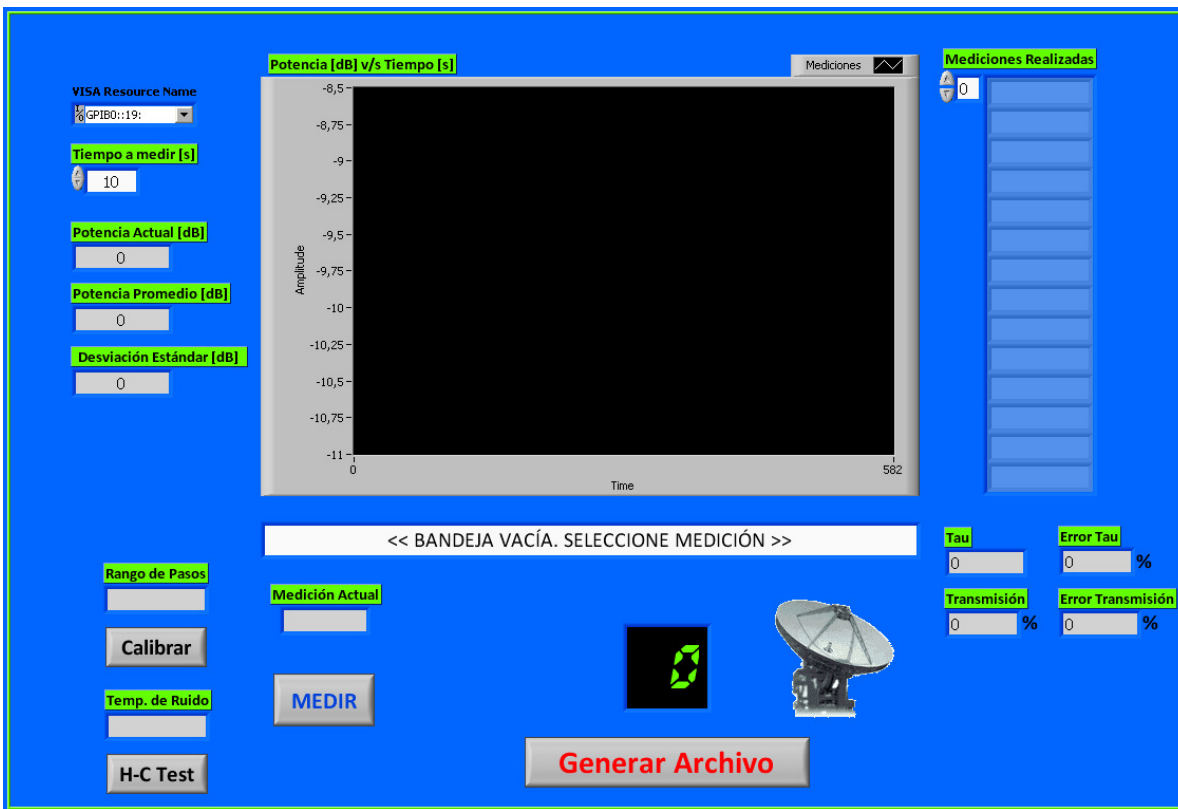 Potencia [dB] v/s Tiempo [s]
Mediciones
Mediciones Realizadas
0
VISA Resource Name
I/O GPIB0::19:
Tiempo a medir [s]
10
Potencia Actual [dB]
0
Potencia Promedio [dB]
0
Desviación Estándar [dB]
0
Amplitude
-8,5
-8,75
-9
-9,25
-9,5
-9,75
-10
-10,25
-10,5
-10,75
-11
0
582
Time
<< BANDEJA VACÍA. SELECCIONE MEDICIÓN >>
Tau
Error Tau
0
0 %
Transmisión
Error Transmisión
0 %
0 %
Rango de Pasos
Calibrar
Temp. de Ruido
H-C Test
Medición Actual
MEDIR
0
Generar Archivo